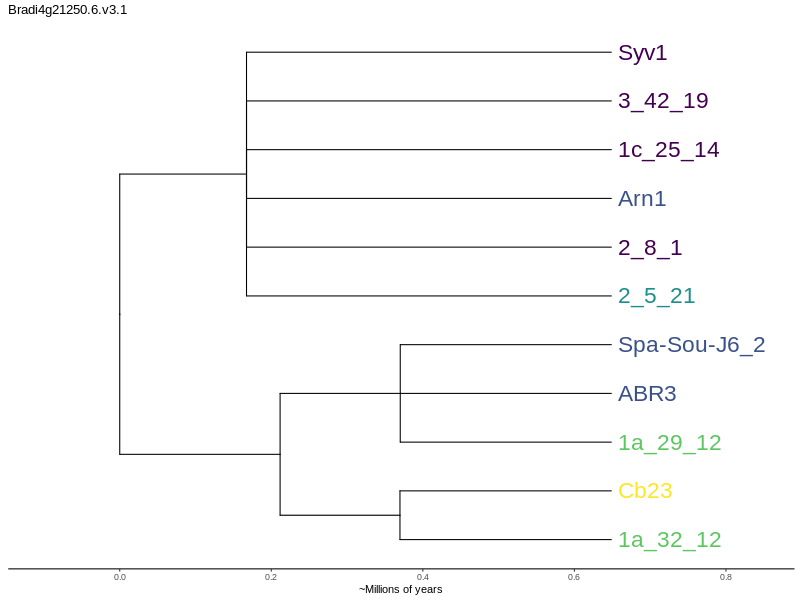 Bradi4g21250.6.v3.1
Syv1
3_42_19
1c_25_14
Arn1
2_8_1
2_5_21
Spa-Sou-J6_2
ABR3
1a_29_12
Cb23
1a_32_12
0.0 0.2 0.4 0.6 0.8
~Millions of years